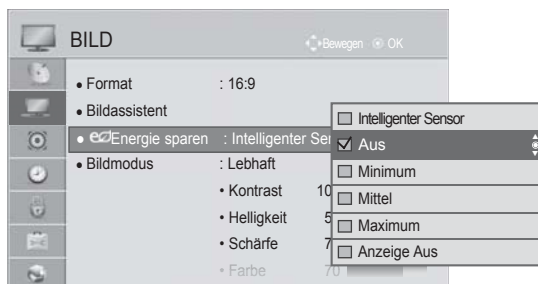 BILD
Bewegen OK
• Format : 16:9
• Bildassistent
• Energie sparen : Intelligenter Ser
• Bildmodus : Lebhaft
• Kontrast 10
• Helligkeit 5
• Schärfe 7
• Farbe 70
Intelligenter Sensor
Aus
Minimum
Mittel
Maximum
Anzeige Aus